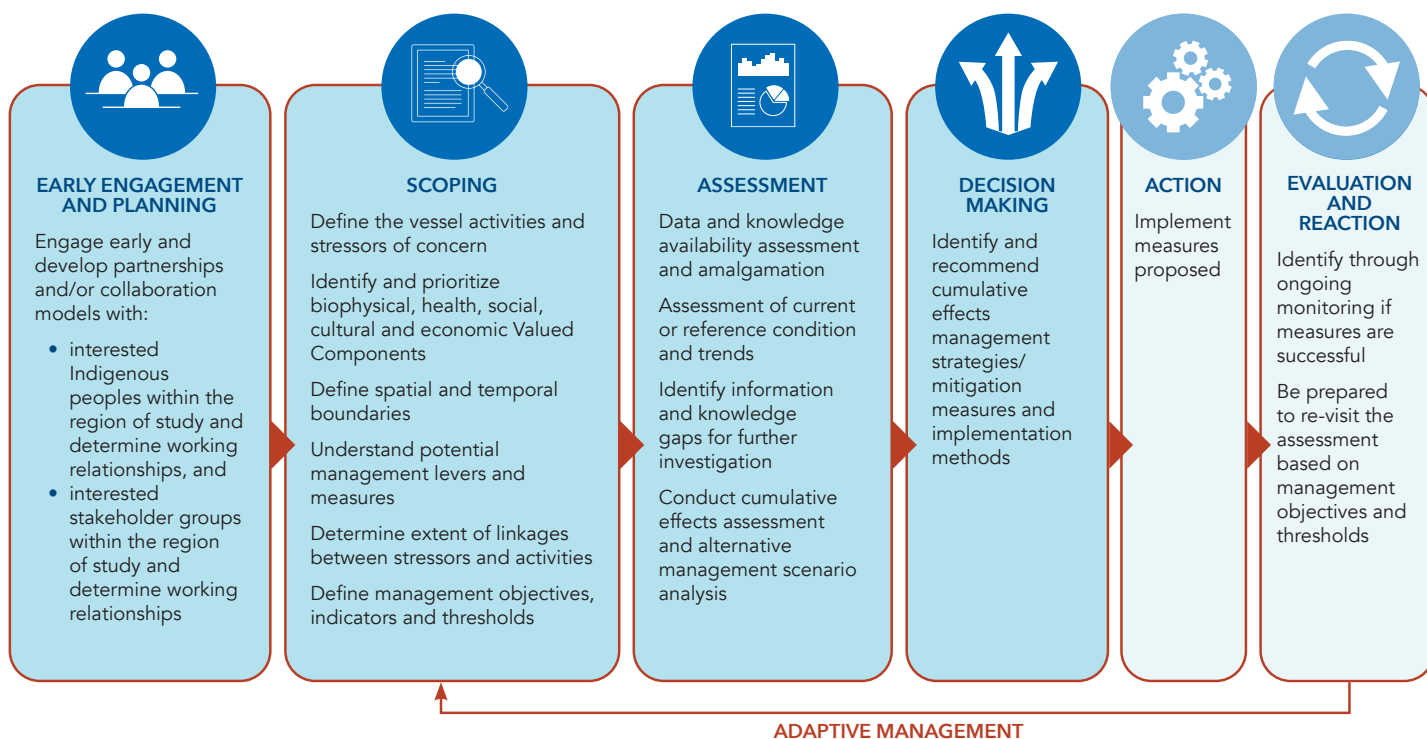 EARLY ENGAGEMENT
AND PLANNING
Engage early and
develop partnerships
and/or collaboration
models with:
• interested
Indigenous
peoples within the
region of study and
determine working
relationships, and
• interested
stakeholder groups
within the region
of study and
determine working
relationships
SCOPING
Define the vessel activities and
stressors of concern
Identify and prioritize
biophysical, health, social,
cultural and economic Valued
Components
Define spatial and temporal
boundaries
Understand potential
management levers and
measures
Determine extent of linkages
between stressors and activities
Define management objectives,
indicators and thresholds
ASSESSMENT
Data and knowledge
availability assessment
and amalgamation
Assessment of current
or reference condition
and trends
Identify information
and knowledge
gaps for further
investigation
Conduct cumulative
effects assessment
and alternative
management scenario
analysis
DECISION
MAKING
Identify and
recommend
cumulative
effects
management
strategies/
mitigation
measures and
implementation
methods
ACTION
Implement
measures
proposed
EVALUATION
AND
REACTION
Identify through
ongoing
monitoring if
measures are
successful
Be prepared
to re-visit the
assessment
based on
management
objectives and
thresholds
ADAPTIVE MANAGEMENT